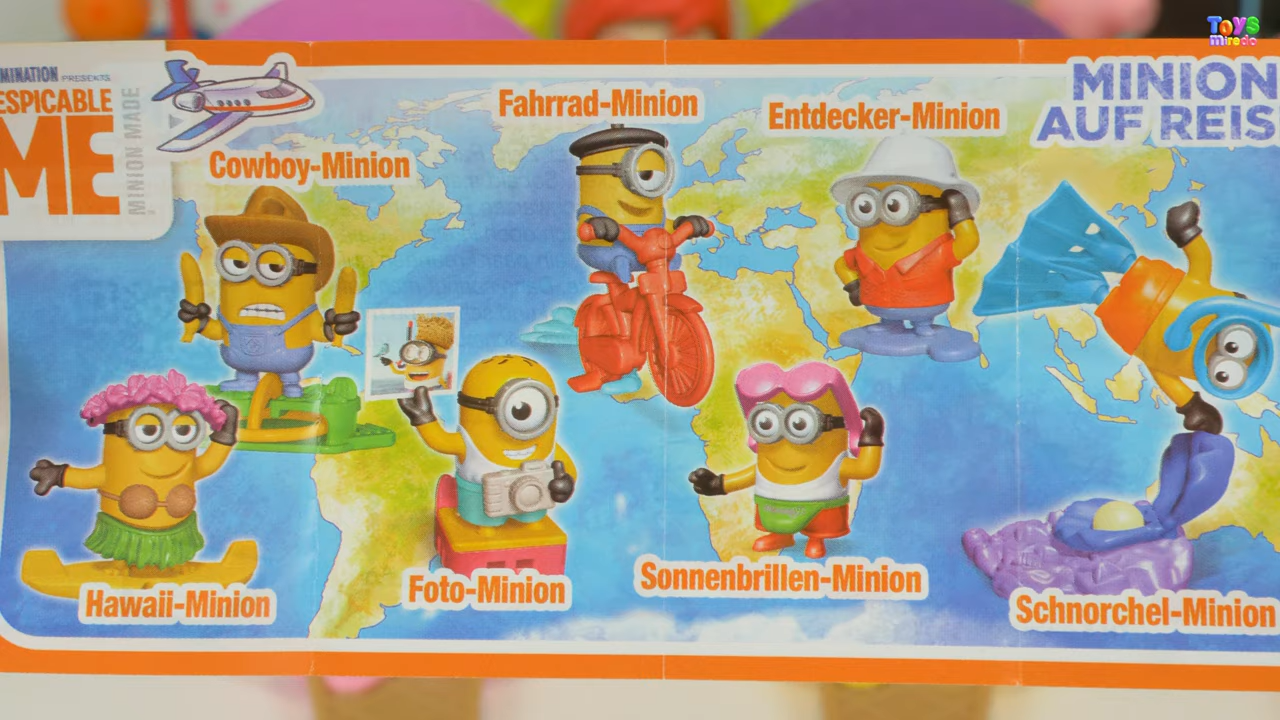 Toys
miredo
MINATION PRESENTS
ESPICABLE
ME
MINION MADE
MINION
AUF REIS
Fahrrad-Minion
Entdecker-Minion
Cowboy-Minion
Hawaii-Minion
Foto-Minion
Sonnenbrillen-Minion
Schnorchel-Minion